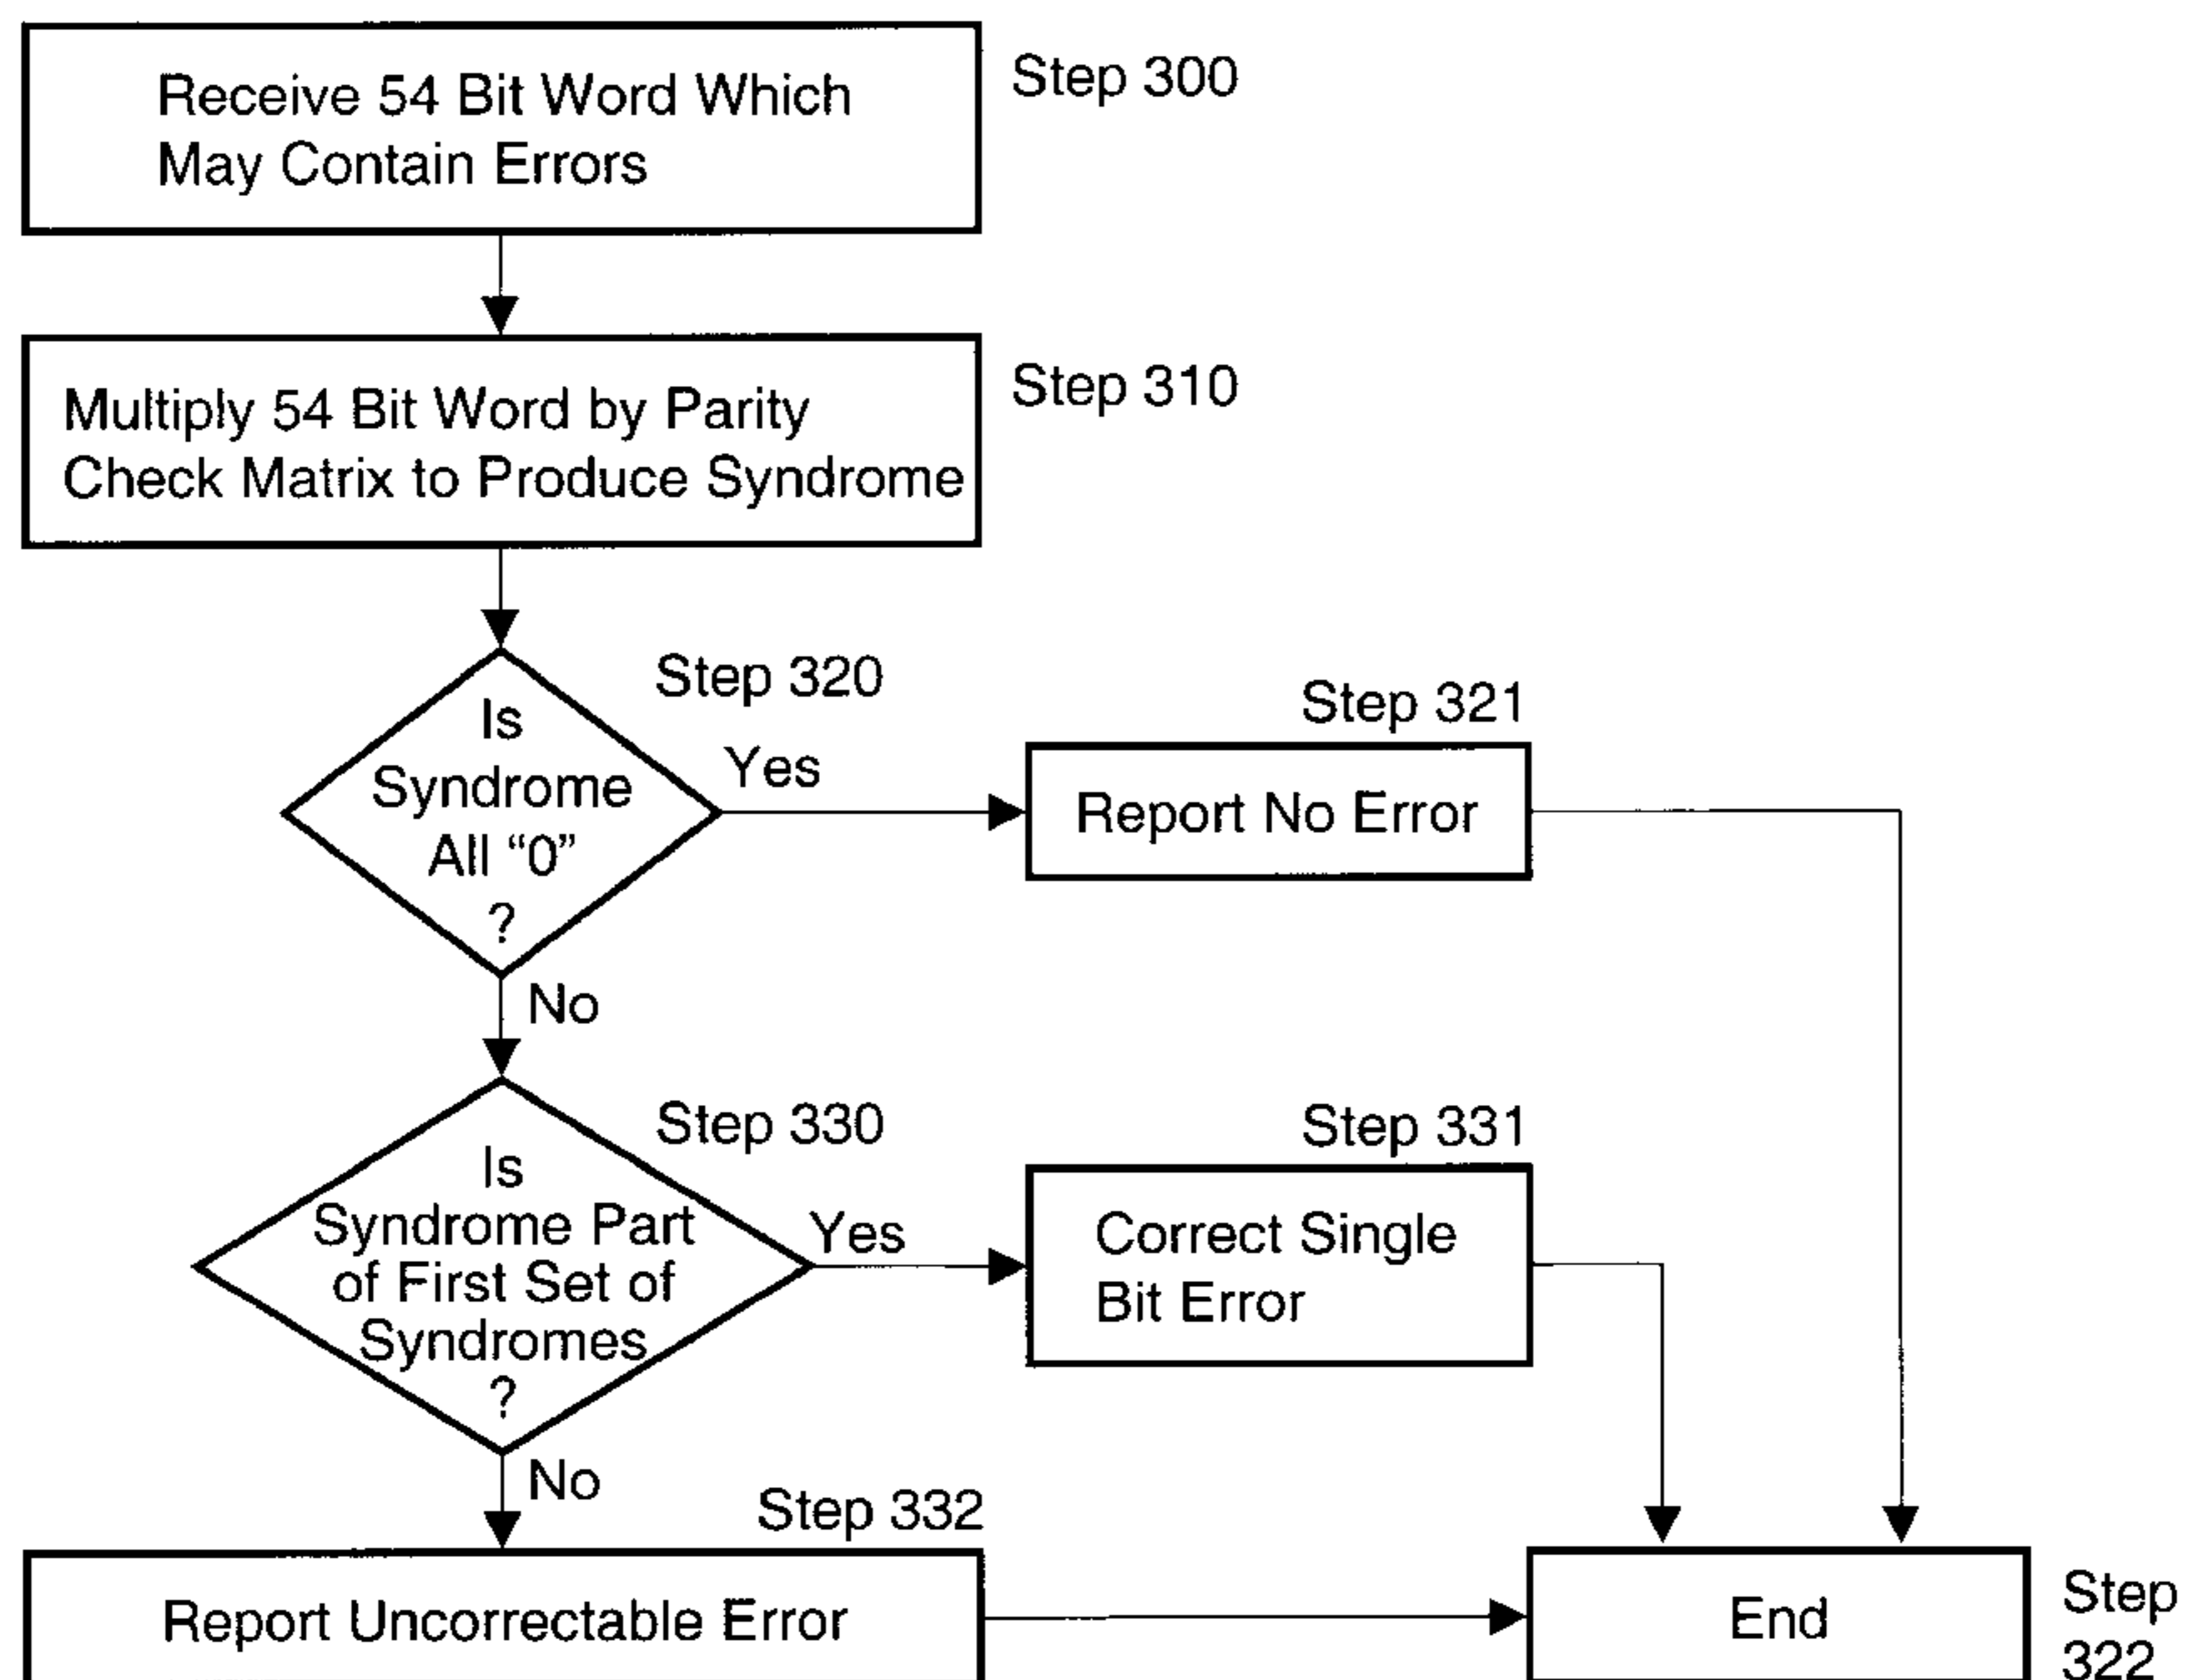 Receive 54 Bit Word Which
May Contain Errors
Step 300
Multiply 54 Bit Word by Parity
Check Matrix to Produce Syndrome
Step 310
Step 320
Is
Syndrome
All “0”
?
Yes
Step 321
Report No Error
No
Step 330
Is
Syndrome Part
of First Set of
Syndromes
?
Yes
Step 331
Correct Single
Bit Error
No
Step 332
Report Uncorrectable Error
End
Step
322